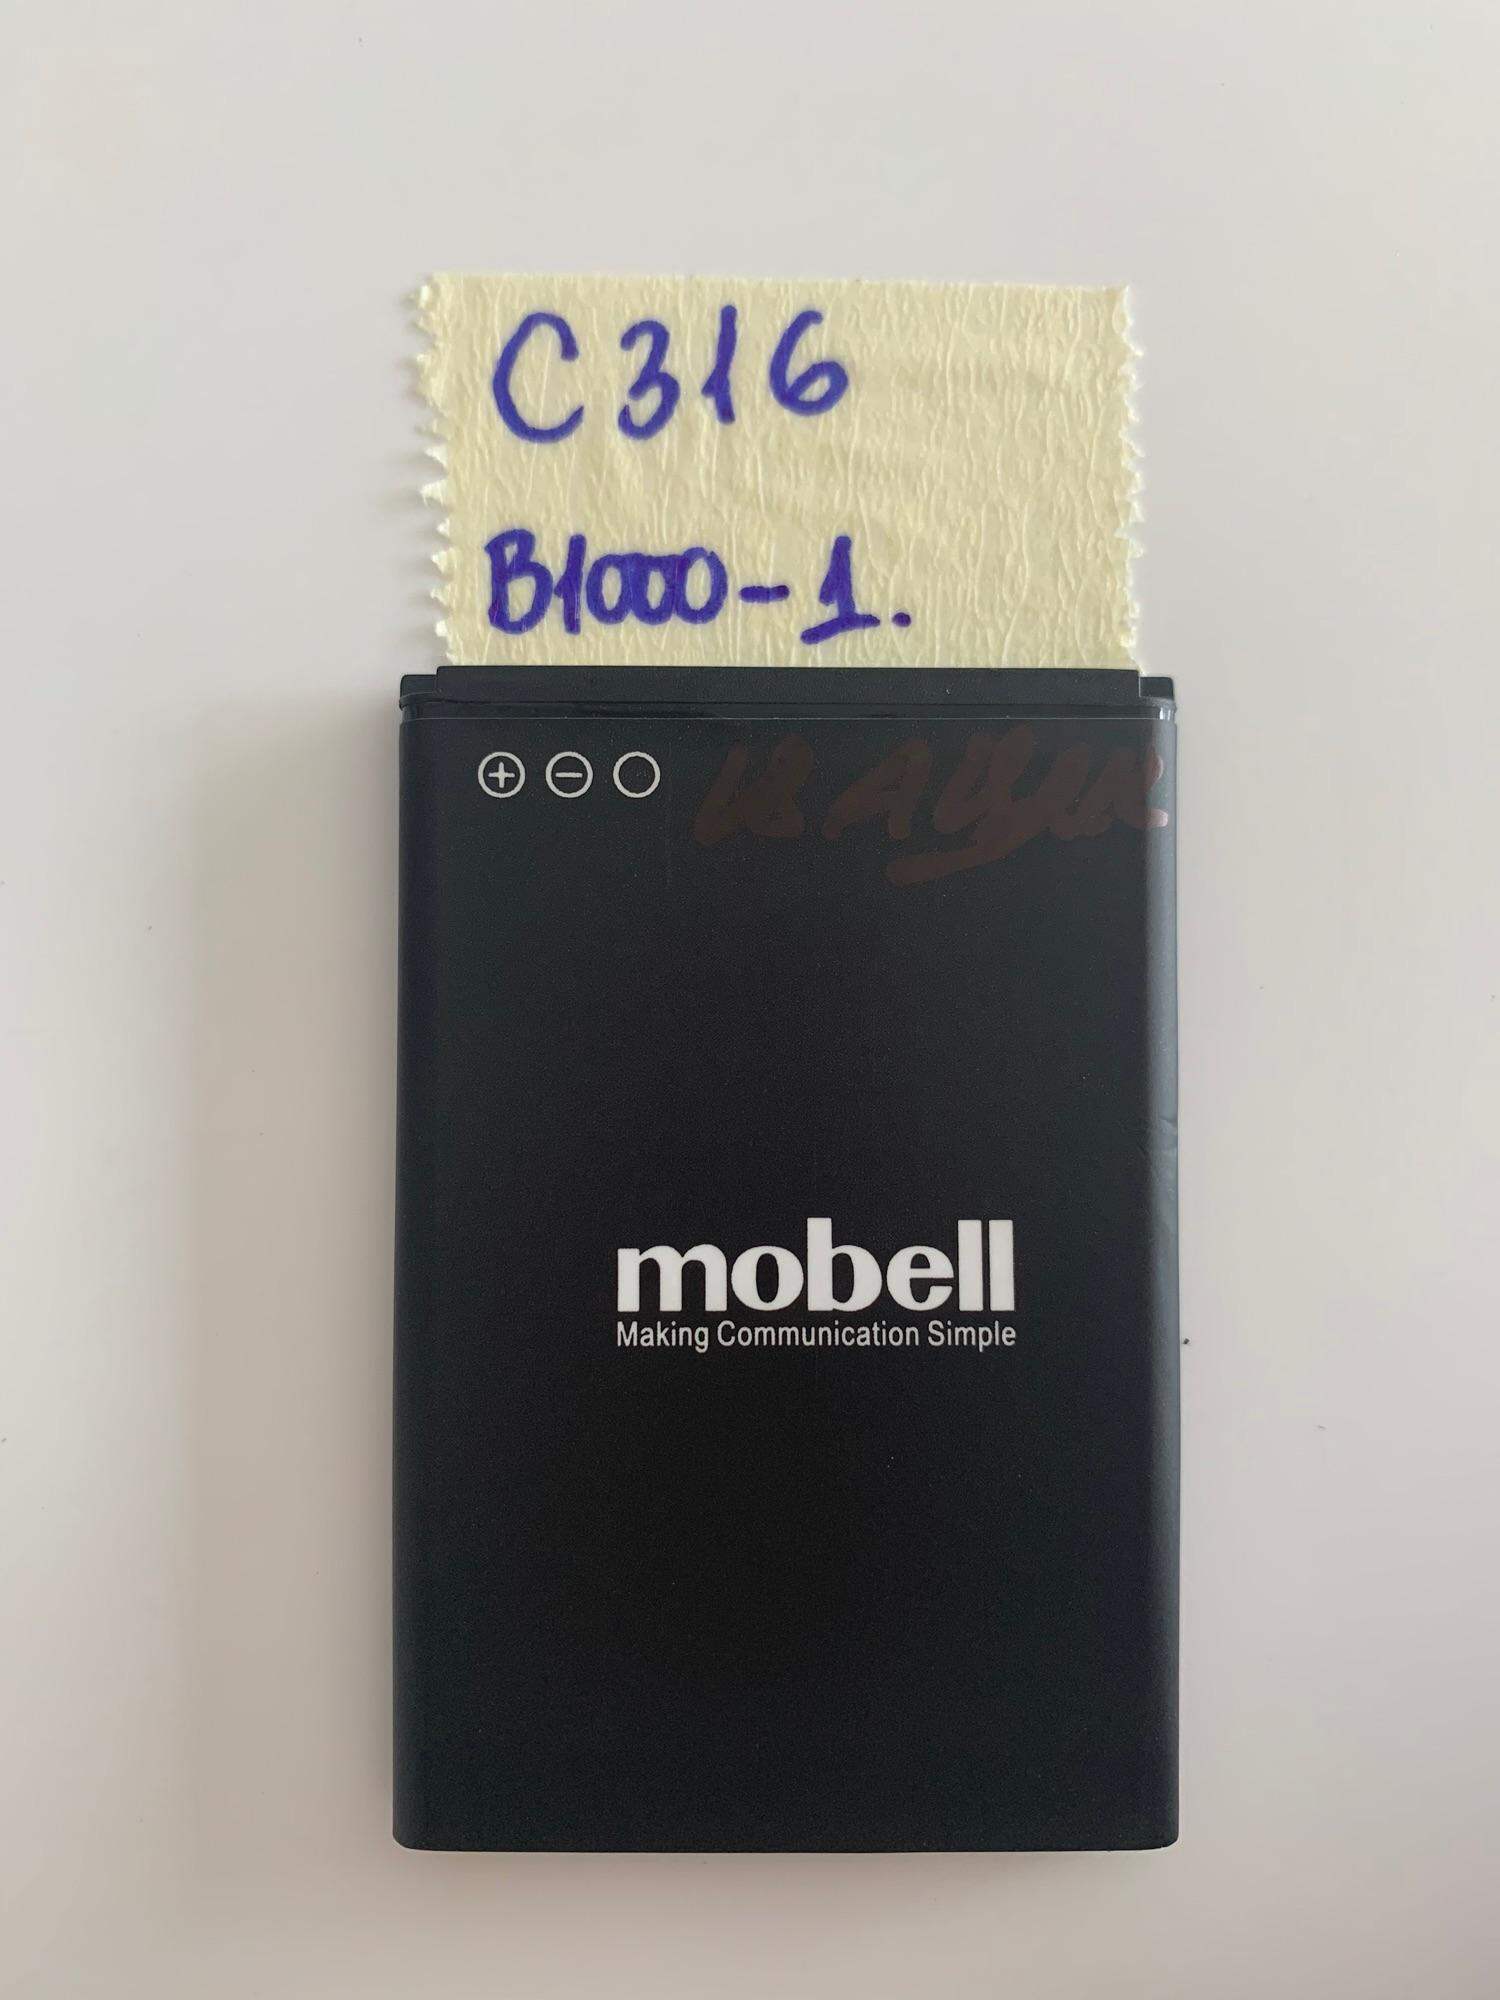 C316
B1000-1.
mobell
Making Communication Simple